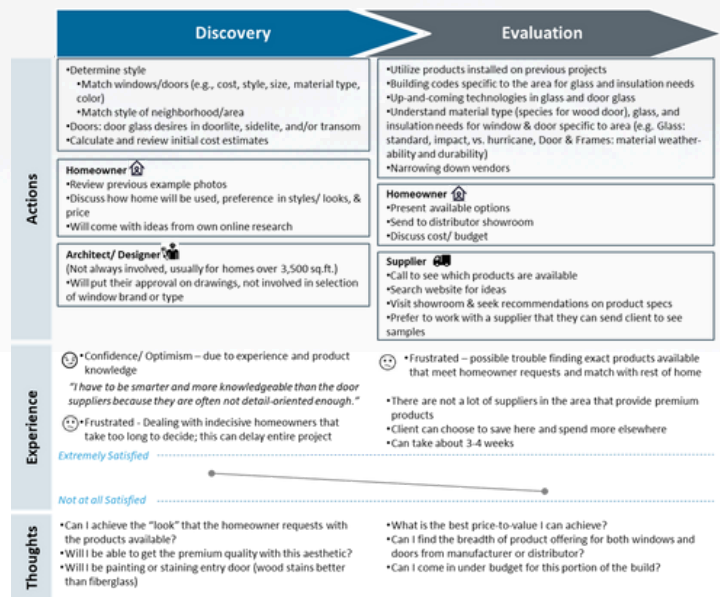 Discovery
Evaluation
Actions
•Determine style
•Match windows/doors (e.g., cost, style, size, material type,
color)
•Match style of neighborhood/area
•Doors: door glass desires in doorlite, sidelite, and/or transom
•Calculate and review initial cost estimates
Homeowner
•Review previous example photos
•Discuss how home will be used, preference in styles/ looks, &
price
•Will come with ideas from own online research
Architect/ Designer
(Not always involved, usually for homes over 3,500 sq.ft.)
•Will put their approval on drawings, not involved in selection
of window brand or type
•Utilize products installed on previous projects
•Building codes specific to the area for glass and insulation needs
•Up-and-coming technologies in glass and door glass
•Understand material type (species for wood door), glass, and
insulation needs for window & door specific to area (e.g. Glass:
standard, impact, vs. hurricane, Door & Frames: material weather-
ability and durability)
•Narrowing down vendors
Homeowner
•Present available options
•Send to distributor showroom
•Discuss cost/ budget
Supplier
•Call to see which products are available
•Search website for ideas
•Visit showroom & seek recommendations on product specs
•Prefer to work with a supplier that they can send client to see
samples
Experience
•Confidence/ Optimism – due to experience and product
knowledge
"I have to be smarter and more knowledgeable than the door
suppliers because they are often not detail-oriented enough."
•Frustrated - Dealing with indecisive homeowners that
take too long to decide; this can delay entire project
•Frustrated – possible trouble finding exact products available
that meet homeowner requests and match with rest of home
•There are not a lot of suppliers in the area that provide premium
products
•Client can choose to save here and spend more elsewhere
•Can take about 3-4 weeks
Extremely Satisfied
Not at all Satisfied
Thoughts
•Can I achieve the "look" that the homeowner requests with
the products available?
•Will I be able to get the premium quality with this aesthetic?
•Will I be painting or staining entry door (wood stains better
than fiberglass)
•What is the best price-to-value I can achieve?
•Can I find the breadth of product offering for both windows and
doors from manufacturer or distributor?
•Can I come in under budget for this portion of the build?